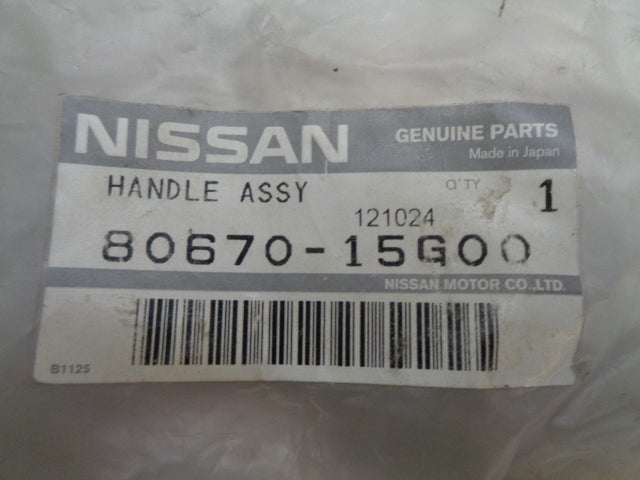 NISSAN GENUINE PARTS
Made in Japan
HANDLE ASSY Q'TY 1
121024
80670-15G00
NISSAN MOTOR CO.,LTD.
B1125